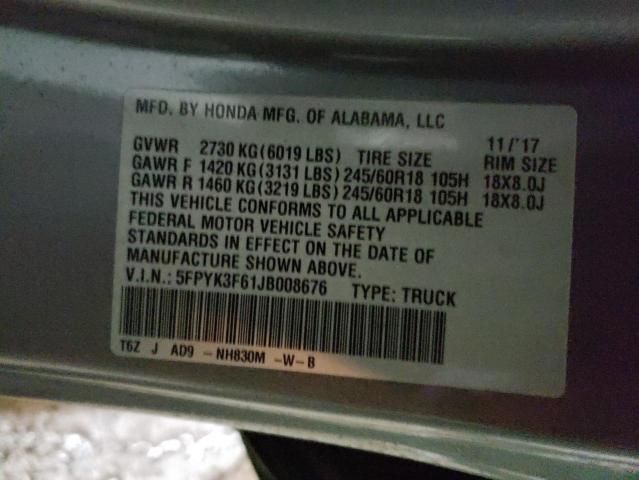 MFD. BY HONDA MFG. OF ALABAMA, LLC
11/'17
GVWR 2730 KG(6019 LBS) TIRE SIZE RIM SIZE
GAWR F 1420 KG(3131 LBS) 245/60R18 105H 18X8.0J
GAWR R 1460 KG(3219 LBS) 245/60R18 105H 18X8.0J
THIS VEHICLE CONFORMS TO ALL APPLICABLE
FEDERAL MOTOR VEHICLE SAFETY
STANDARDS IN EFFECT ON THE DATE OF
MANUFACTURE SHOWN ABOVE.
V.I.N.: 5FPYK3F61JB008676 TYPE: TRUCK
T6Z J AD9 -NH830M -W-B